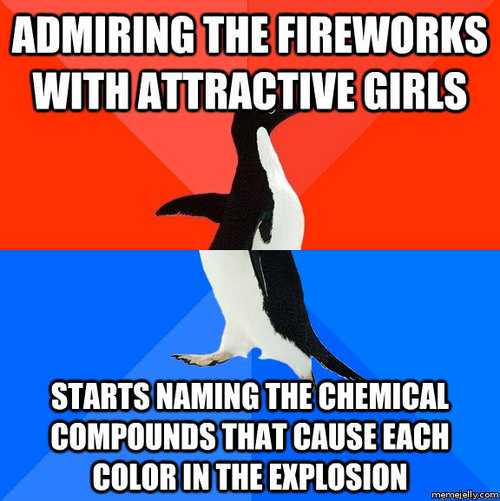 ADMIRING THE FIREWORKS
WITH ATTRACTIVE GIRLS
STARTS NAMING THE CHEMICAL
COMPOUNDS THAT CAUSE EACH
COLOR IN THE EXPLOSION
memejelly.com